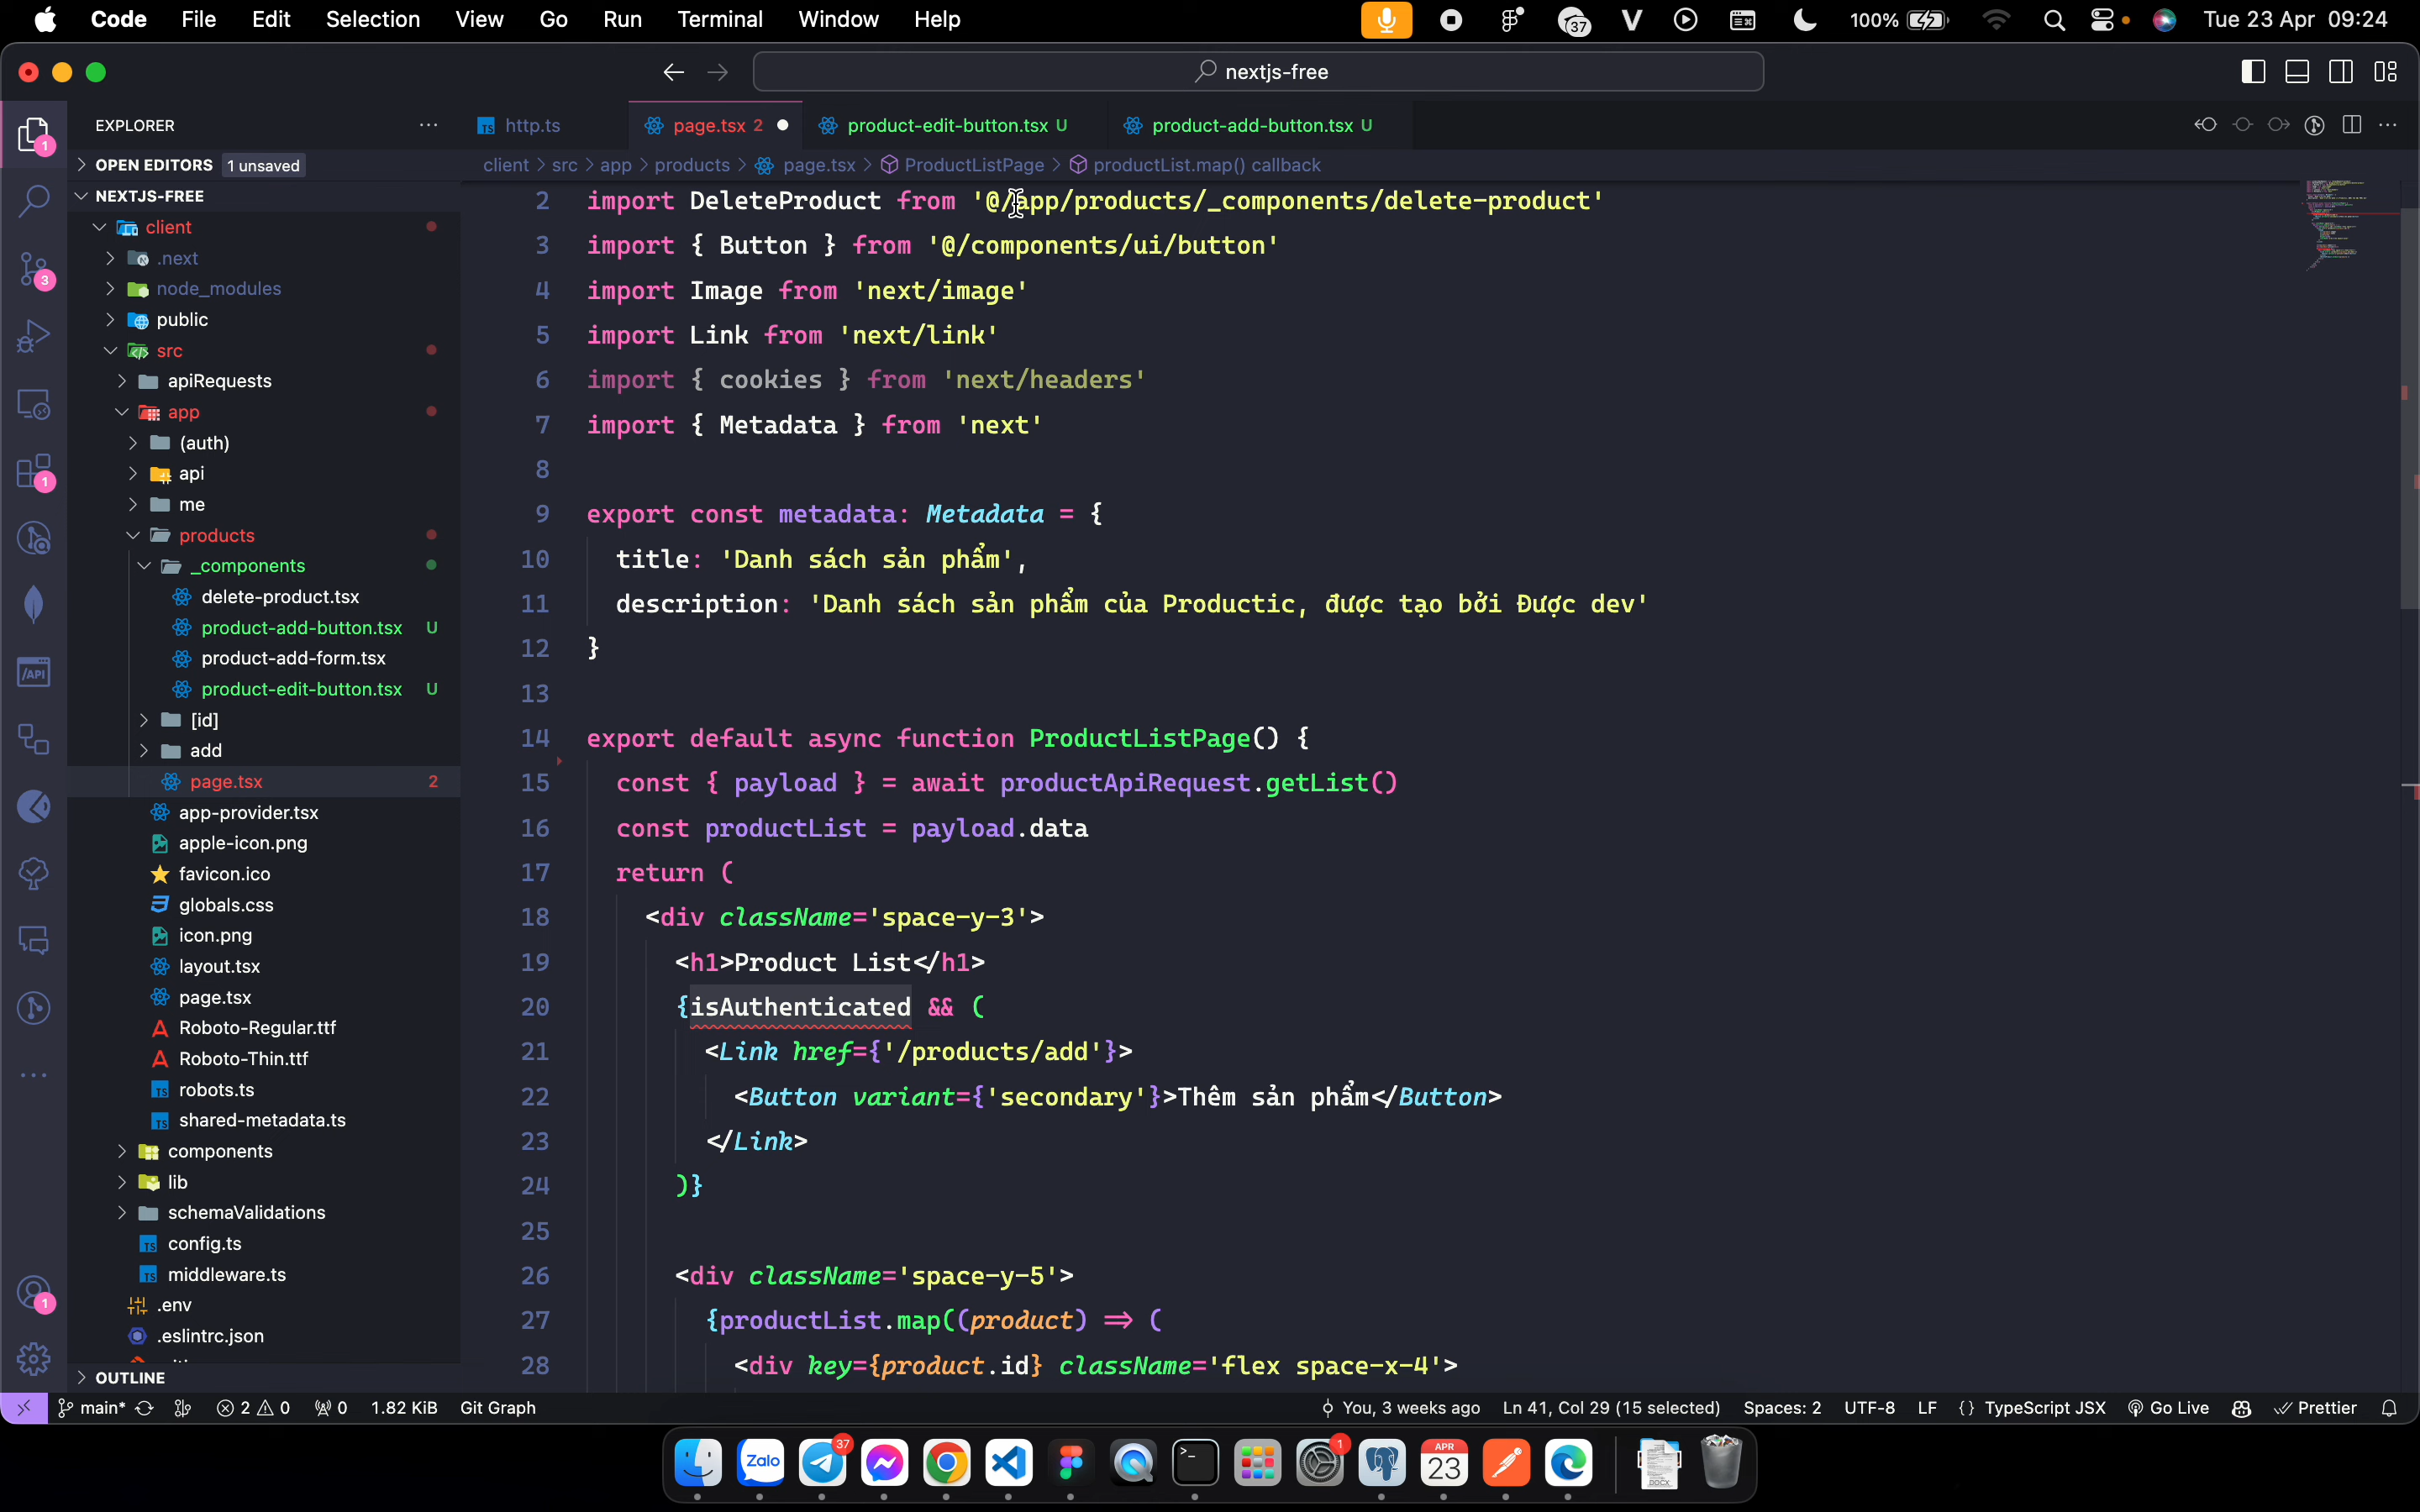 Code File Edit Selection View Go Run Terminal Window Help 37 100% Tue 23 Apr 09:24
nextjs-free
EXPLORER
http.ts
page.tsx 2
product-edit-button.tsx U
product-add-button.tsx U
OPEN EDITORS 1 unsaved
client > src > app > products > page.tsx > ProductListPage > productList.map() callback
NEXTJS-FREE
client
.next
node_modules
public
src
apiRequests
app
(auth)
api
me
products
_components
delete-product.tsx
product-add-button.tsx U
product-add-form.tsx
product-edit-button.tsx U
[id]
add
page.tsx 2
app-provider.tsx
apple-icon.png
favicon.ico
globals.css
icon.png
layout.tsx
page.tsx
Roboto-Regular.ttf
Roboto-Thin.ttf
robots.ts
shared-metadata.ts
components
lib
schemaValidations
config.ts
middleware.ts
.env
.eslintrc.json
OUTLINE
1
3
1
1
2 import DeleteProduct from '@/app/products/_components/delete-product'
3 import { Button } from '@/components/ui/button'
4 import Image from 'next/image'
5 import Link from 'next/link'
6 import { cookies } from 'next/headers'
7 import { Metadata } from 'next'
8
9 export const metadata: Metadata = {
10 title: 'Danh sách sản phẩm',
11 description: 'Danh sách sản phẩm của Productic, được tạo bởi Được dev'
12 }
13
14 export default async function ProductListPage() {
15 const { payload } = await productApiRequest.getList()
16 const productList = payload.data
17 return (
18 <div className='space-y-3'>
19 <h1>Product List</h1>
20 {isAuthenticated && (
21 <Link href={'/products/add'}>
22 <Button variant={'secondary'}>Thêm sản phẩm</Button>
23 </Link>
24 )}
25
26 <div className='space-y-5'>
27 {productList.map((product) => (
28 <div key={product.id} className='flex space-x-4'>
main* 2 0 0 1.82 KiB Git Graph You, 3 weeks ago Ln 41, Col 29 (15 selected) Spaces: 2 UTF-8 LF {} TypeScript JSX Go Live Prettier
Zalo 37 1 APR 23 DOCX